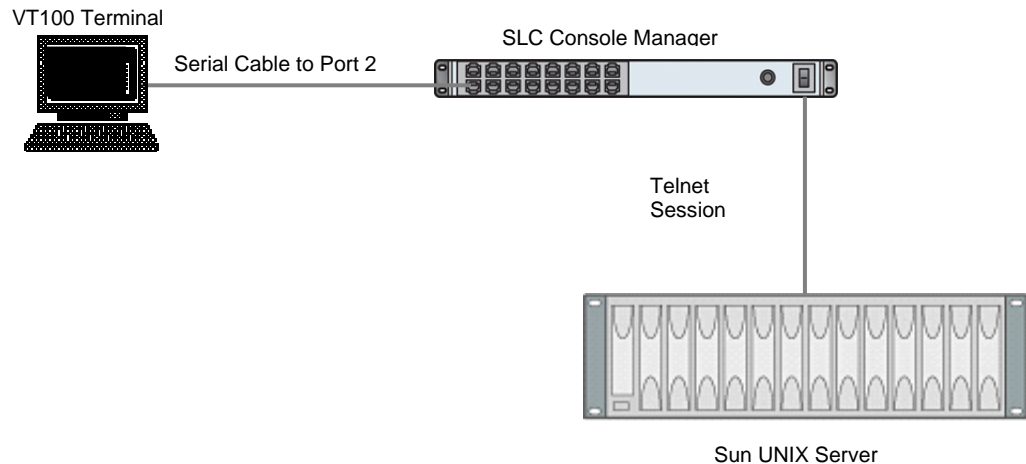 VT100 Terminal
SLC Console Manager
Serial Cable to Port 2
Telnet
Session
Sun UNIX Server